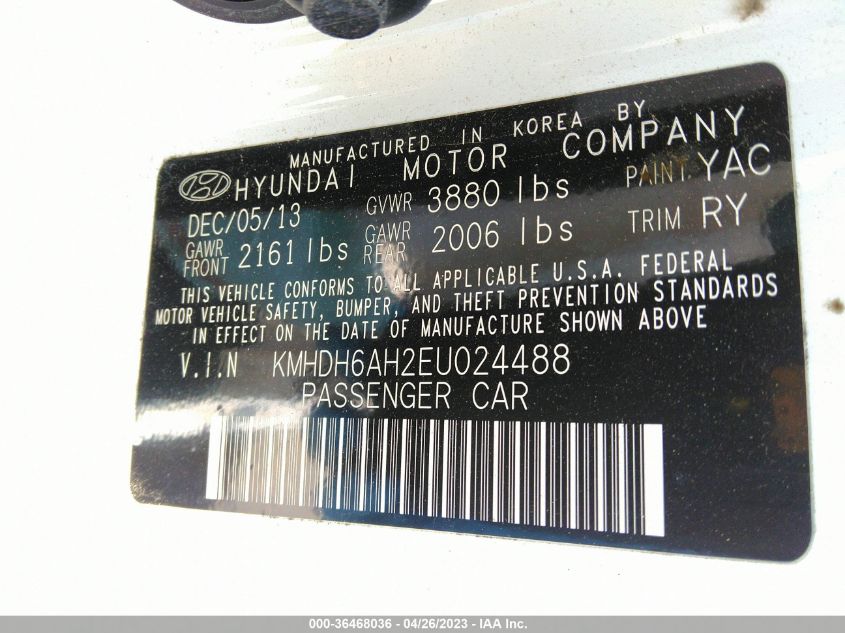 MANUFACTURED IN KOREA BY
HYUNDAI MOTOR COMPANY
DEC/05/13 GVWR 3880 lbs PAINT YAC
GAWR FRONT 2161 lbs GAWR REAR 2006 lbs TRIM RY
THIS VEHICLE CONFORMS TO ALL APPLICABLE U.S.A. FEDERAL
MOTOR VEHICLE SAFETY, BUMPER, AND THEFT PREVENTION STANDARDS
IN EFFECT ON THE DATE OF MANUFACTURE SHOWN ABOVE
V.I.N KMHDH6AH2EU024488
PASSENGER CAR
000-36468036 - 04/26/2023 - IAA Inc.